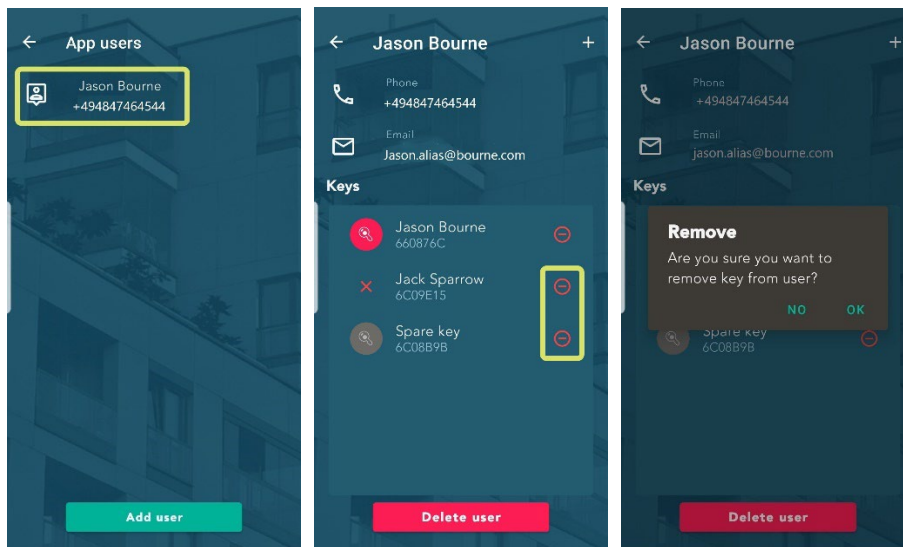 App users
Jason Bourne
+494847464544
Add user
Jason Bourne
Phone
+494847464544
Email
Jason.alias@bourne.com
Keys
Jason Bourne
660876C
Jack Sparrow
6C09E15
Spare key
6C08B9B
Delete user
Jason Bourne
Phone
+494847464544
Email
jason.alias@bourne.com
Keys
Remove
Are you sure you want to
remove key from user?
NO OK
Spare key
6C08B9B
Delete user